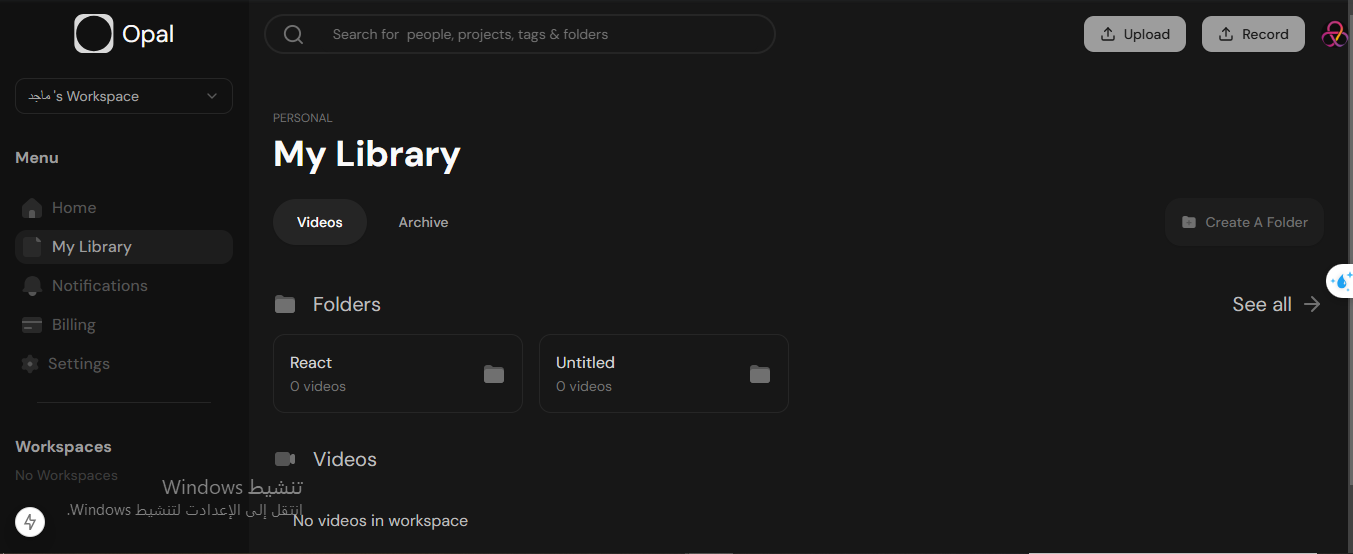 Opal
Search for people, projects, tags & folders
Upload
Record
ماجد 's Workspace
PERSONAL
My Library
Menu
Home
My Library
Notifications
Billing
Settings
Videos
Archive
Create A Folder
Folders
See all
React
0 videos
Untitled
0 videos
Workspaces
No Workspaces
Videos
No videos in workspace
تنشيط Windows
انتقل إلى الإعدادت لتنشيط Windows.